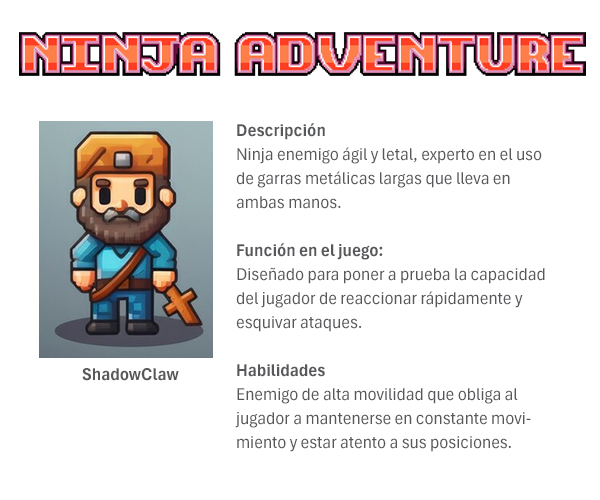 NINJA ADVENTURE
Descripción
Ninja enemigo ágil y letal, experto en el uso
de garras metálicas largas que lleva en
ambas manos.
Función en el juego:
Diseñado para poner a prueba la capacidad
del jugador de reaccionar rápidamente y
esquivar ataques.
ShadowClaw
Habilidades
Enemigo de alta movilidad que obliga al
jugador a mantenerse en constante movi-
miento y estar atento a sus posiciones.